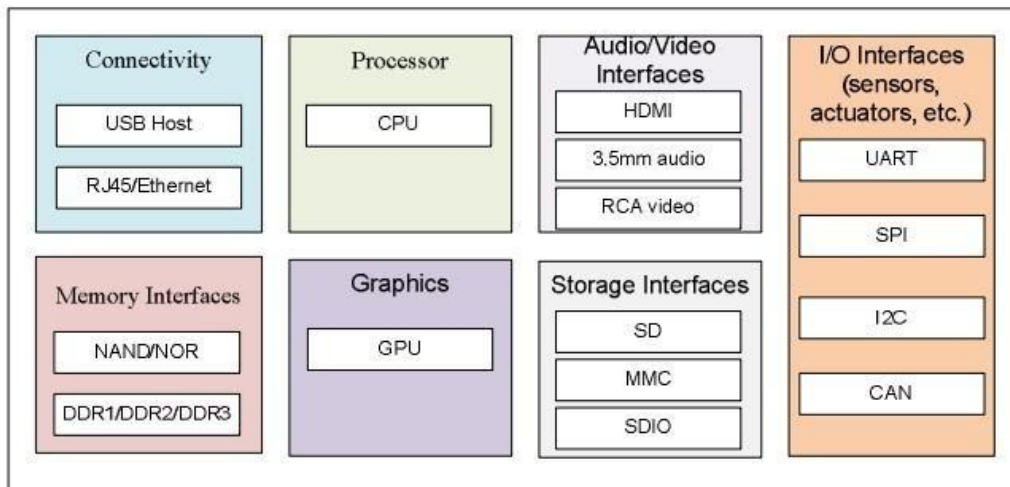 Connectivity
USB Host
RJ45/Ethernet
Processor
CPU
Audio/Video
Interfaces
HDMI
3.5mm audio
RCA video
I/O Interfaces
(sensors,
actuators, etc.)
UART
SPI
I2C
CAN
Memory Interfaces
NAND/NOR
DDR1/DDR2/DDR3
Graphics
GPU
Storage Interfaces
SD
MMC
SDIO